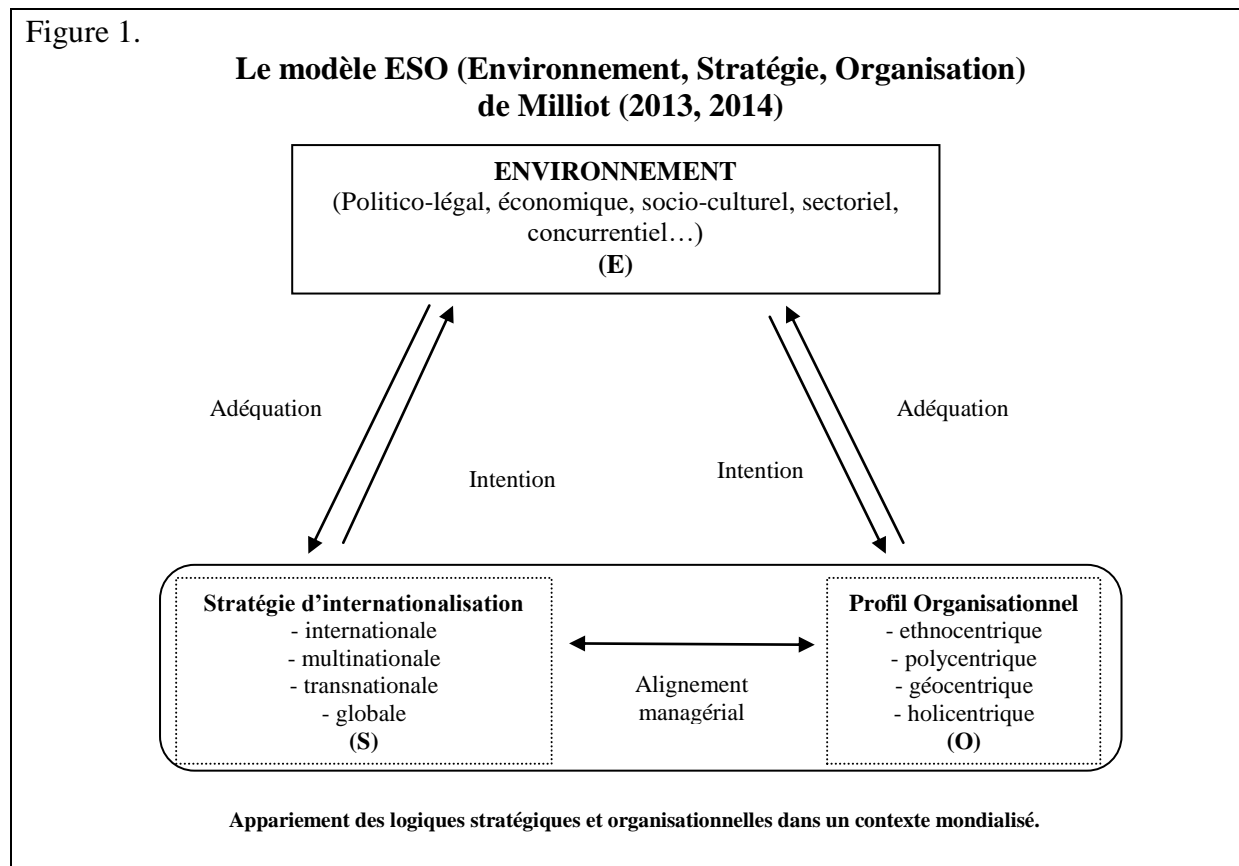 Figure 1.
Le modèle ESO (Environnement, Stratégie, Organisation)
de Milliot (2013, 2014)
ENVIRONNEMENT
(Politico-légal, économique, socio-culturel, sectoriel,
concurrentiel…)
(E)
Adéquation
Adéquation
Intention
Intention
Stratégie d’internationalisation
- internationale
- multinationale
- transnationale
- globale
(S)
Alignement
managérial
Profil Organisationnel
- ethnocentrique
- polycentrique
- géocentrique
- holicentrique
(O)
Appariement des logiques stratégiques et organisationnelles dans un contexte mondialisé.